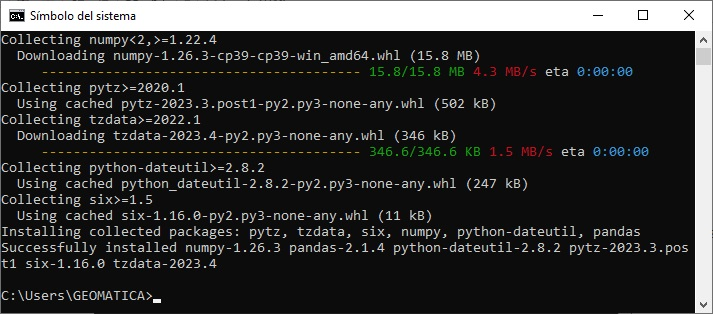 Símbolo del sistema
Collecting numpy<2,>=1.22.4
Downloading numpy-1.26.3-cp39-cp39-win_amd64.whl (15.8 MB)
---------------------------------------- 15.8/15.8 MB 4.3 MB/s eta 0:00:00
Collecting pytz>=2020.1
Using cached pytz-2023.3.post1-py2.py3-none-any.whl (502 kB)
Collecting tzdata>=2022.1
Downloading tzdata-2023.4-py2.py3-none-any.whl (346 kB)
---------------------------------------- 346.6/346.6 KB 1.5 MB/s eta 0:00:00
Collecting python-dateutil>=2.8.2
Using cached python_dateutil-2.8.2-py2.py3-none-any.whl (247 kB)
Collecting six>=1.5
Using cached six-1.16.0-py2.py3-none-any.whl (11 kB)
Installing collected packages: pytz, tzdata, six, numpy, python-dateutil, pandas
Successfully installed numpy-1.26.3 pandas-2.1.4 python-dateutil-2.8.2 pytz-2023.3.pos
t1 six-1.16.0 tzdata-2023.4
C:\Users\GEOMATICA>